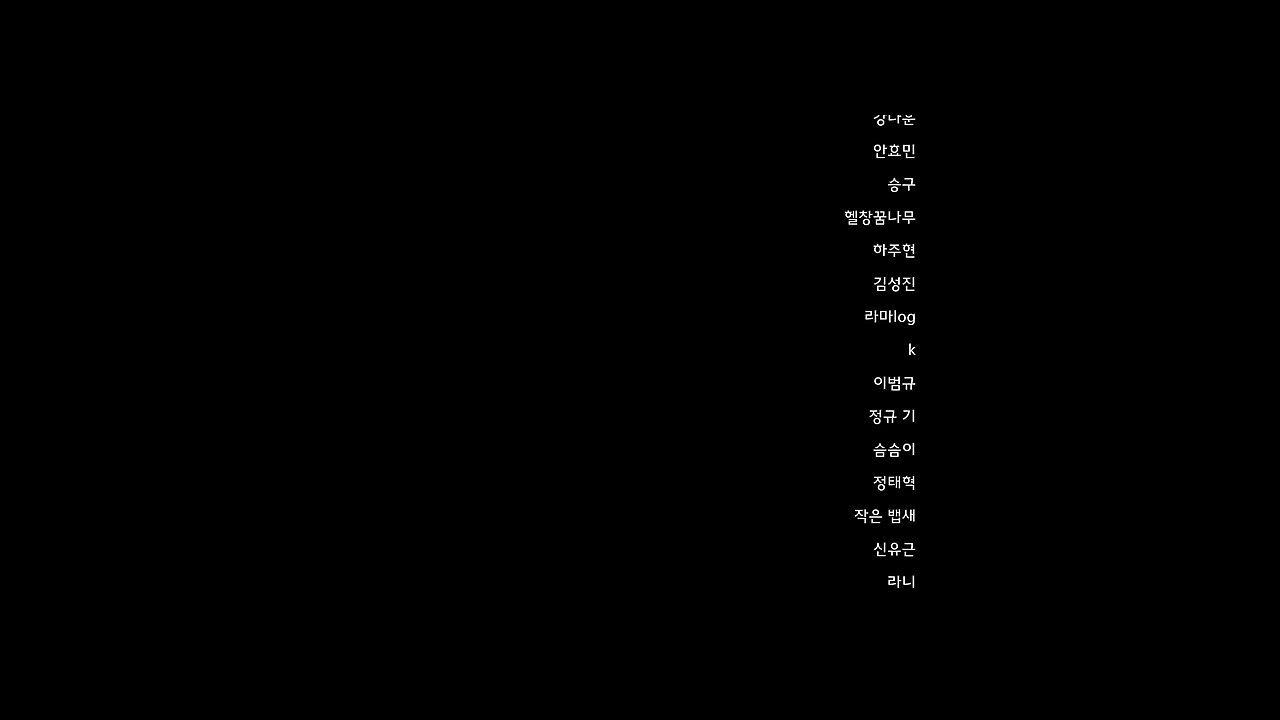 안효민
승구
헬창꿈나무
하주현
김성진
라마log
k
이범규
정규 기
슴슴이
정태혁
작은 뱁새
신유근
라니